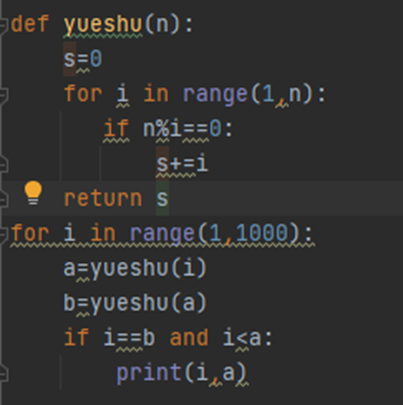 def yueshu(n):
    s=0
    for i in range(1,n):
        if n%i==0:
            s+=i
    return s
for i in range(1,1000):
    a=yueshu(i)
    b=yueshu(a)
    if i==b and i<a:
        print(i,a)